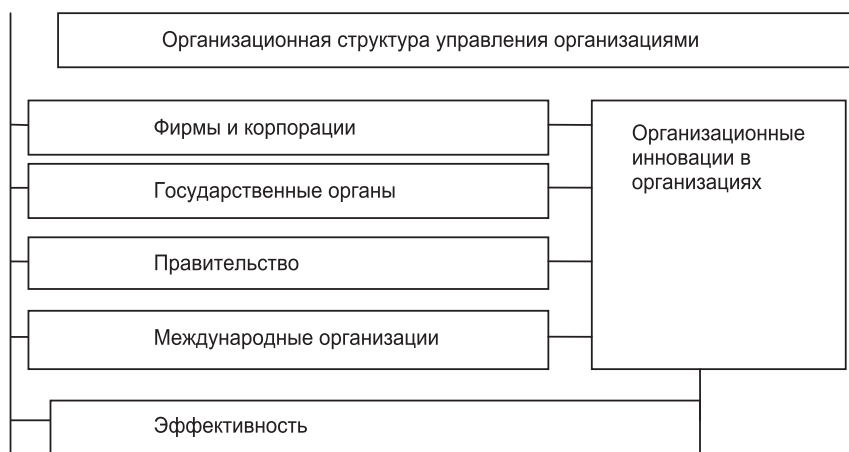 Организационная структура управления организациями
Фирмы и корпорации
Организационные
инновации в
организациях
Государственные органы
Правительство
Международные организации
Эффективность